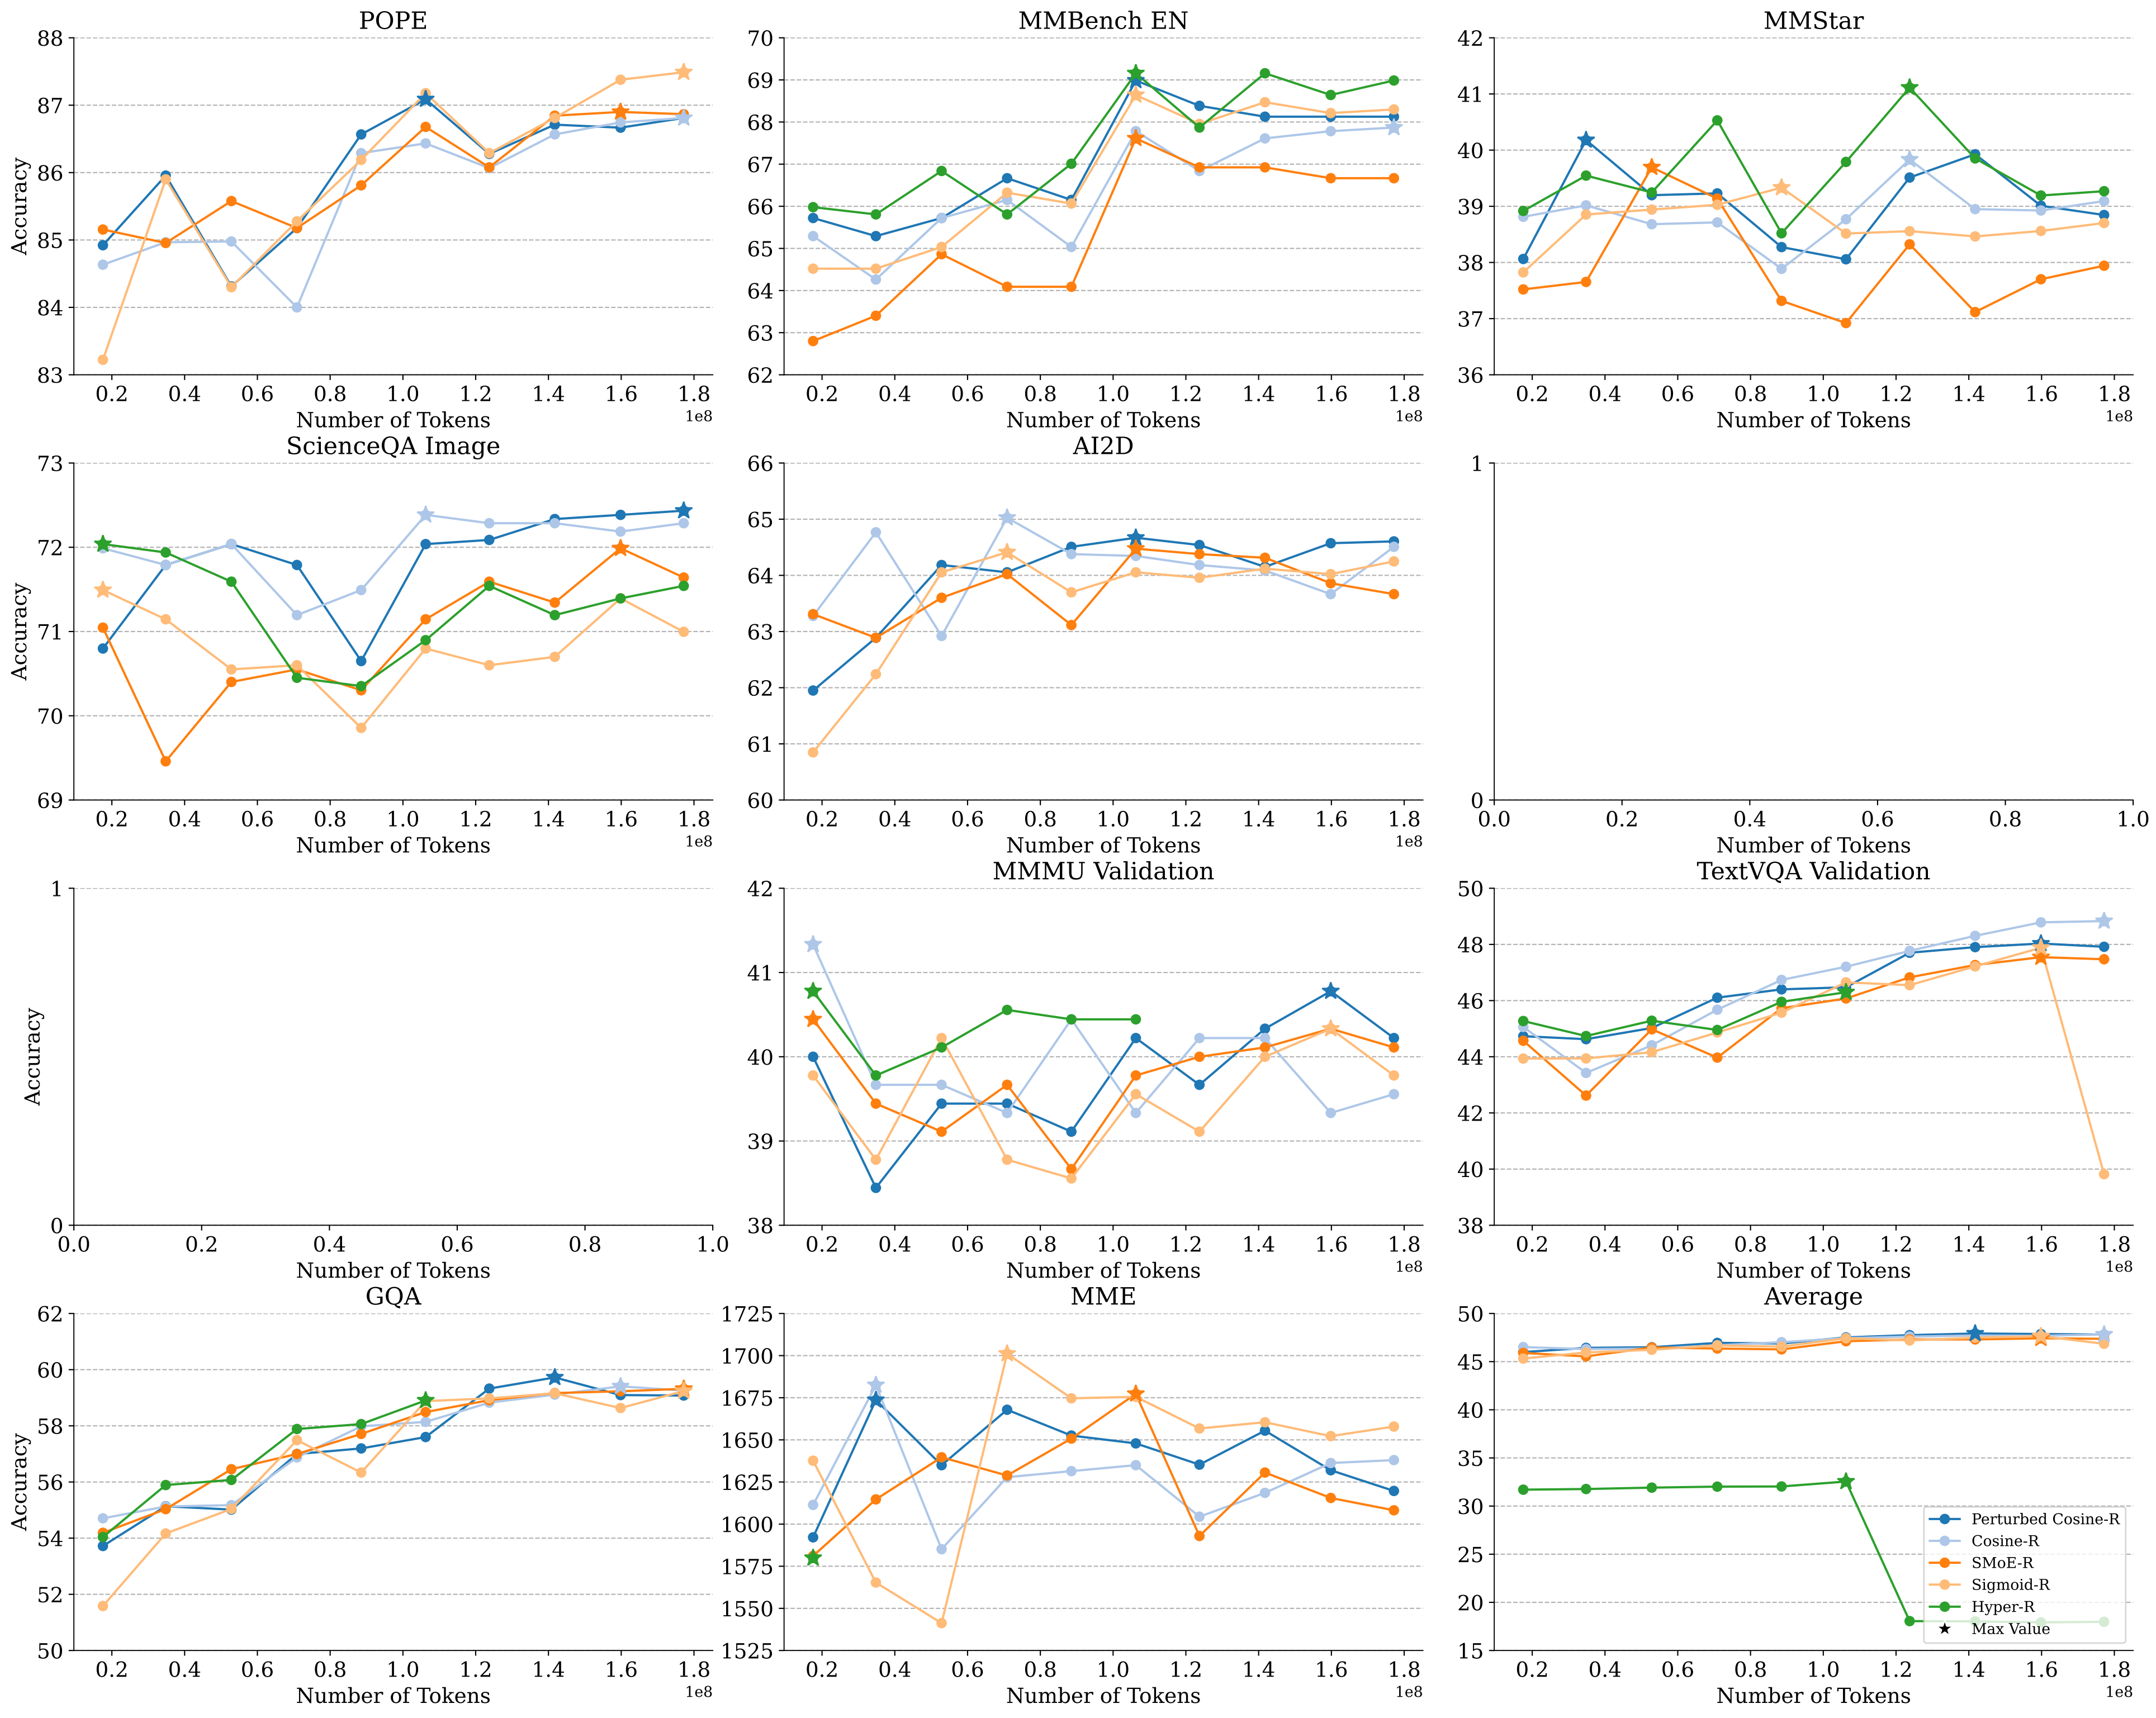 POPE
88
87
86
85
84
83
Accuracy
0.2 0.4 0.6 0.8 1.0 1.2 1.4 1.6 1.8
1e8
Number of Tokens
MMBench EN
70
69
68
67
66
65
64
63
62
0.2 0.4 0.6 0.8 1.0 1.2 1.4 1.6 1.8
1e8
Number of Tokens
MMStar
42
41
40
39
38
37
36
0.2 0.4 0.6 0.8 1.0 1.2 1.4 1.6 1.8
1e8
Number of Tokens
ScienceQA Image
73
72
71
70
69
Accuracy
0.2 0.4 0.6 0.8 1.0 1.2 1.4 1.6 1.8
1e8
Number of Tokens
AI2D
66
65
64
63
62
61
60
0.2 0.4 0.6 0.8 1.0 1.2 1.4 1.6 1.8
1e8
Number of Tokens
1
0
0.0 0.2 0.4 0.6 0.8 1.0
Number of Tokens
1
0
Accuracy
0.0 0.2 0.4 0.6 0.8 1.0
Number of Tokens
MMMU Validation
42
41
40
39
38
0.2 0.4 0.6 0.8 1.0 1.2 1.4 1.6 1.8
1e8
Number of Tokens
TextVQA Validation
50
48
46
44
42
40
38
0.2 0.4 0.6 0.8 1.0 1.2 1.4 1.6 1.8
1e8
Number of Tokens
GQA
62
60
58
56
54
52
50
Accuracy
0.2 0.4 0.6 0.8 1.0 1.2 1.4 1.6 1.8
1e8
Number of Tokens
MME
1725
1700
1675
1650
1625
1600
1575
1550
1525
0.2 0.4 0.6 0.8 1.0 1.2 1.4 1.6 1.8
1e8
Number of Tokens
Average
50
45
40
35
30
25
20
15
Perturbed Cosine-R
Cosine-R
SMoE-R
Sigmoid-R
Hyper-R
Max Value
0.2 0.4 0.6 0.8 1.0 1.2 1.4 1.6 1.8
1e8
Number of Tokens